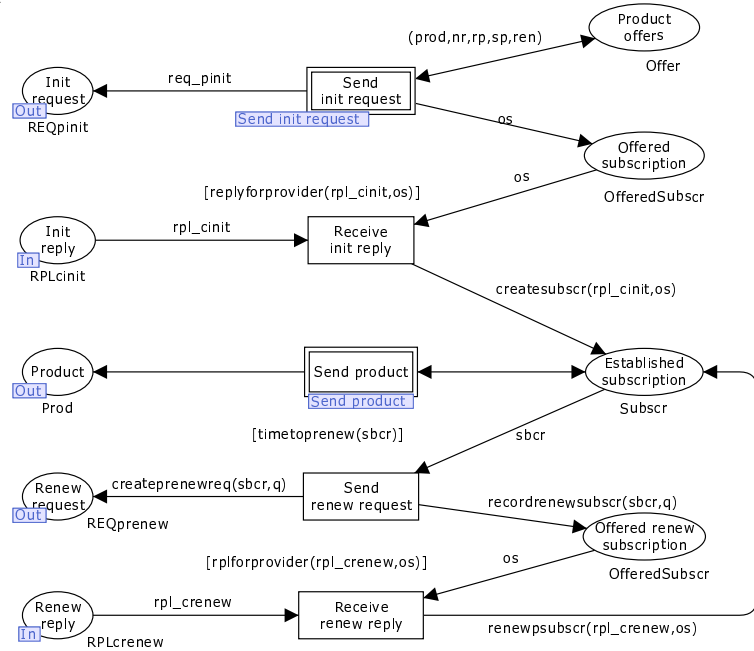 Product
offers
(prod,nr,rp,sp,ren)
Offer
Init
request
Out
REQpinit
req_pinit
Send
init request
Send init request
os
Offered
subscription
OfferedSubscr
os
[replyforprovider(rpl_cinit,os)]
Init
reply
In
RPLcinit
rpl_cinit
Receive
init reply
createsubscr(rpl_cinit,os)
Product
Out
Prod
Send product
Send product
Established
subscription
Subscr
[timetoprenew(sbcr)]
sbcr
Renew
request
Out
REQprenew
createprenewreq(sbcr,q)
Send
renew request
recordrenewsubscr(sbcr,q)
Offered renew
subscription
OfferedSubscr
[rplforprovider(rpl_crenew,os)]
os
Renew
reply
In
RPLcrenew
rpl_crenew
Receive
renew reply
renewpsubscr(rpl_crenew,os)